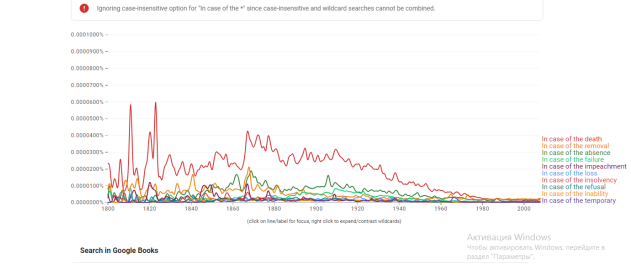 Ignoring case-insensitive option for "In case of the *" since case-insensitive and wildcard searches cannot be combined.
0.0001000%
0.0000900%
0.0000800%
0.0000700%
0.0000600%
0.0000500%
0.0000400%
0.0000300%
0.0000200%
0.0000100%
0.0000000%
1800 1820 1840 1860 1880 1900 1920 1940 1960 1980 2000
In case of the death
In case of the removal
In case of the absence
In case of the failure
In case of the impeachment
In case of the loss
In case of the insolvency
In case of the refusal
In case of the inability
In case of the temporary
(click on line/label for focus, right click to expand/contract wildcards)
Активация Windows
Чтобы активировать Windows, перейдите в
раздел "Параметры".
Search in Google Books